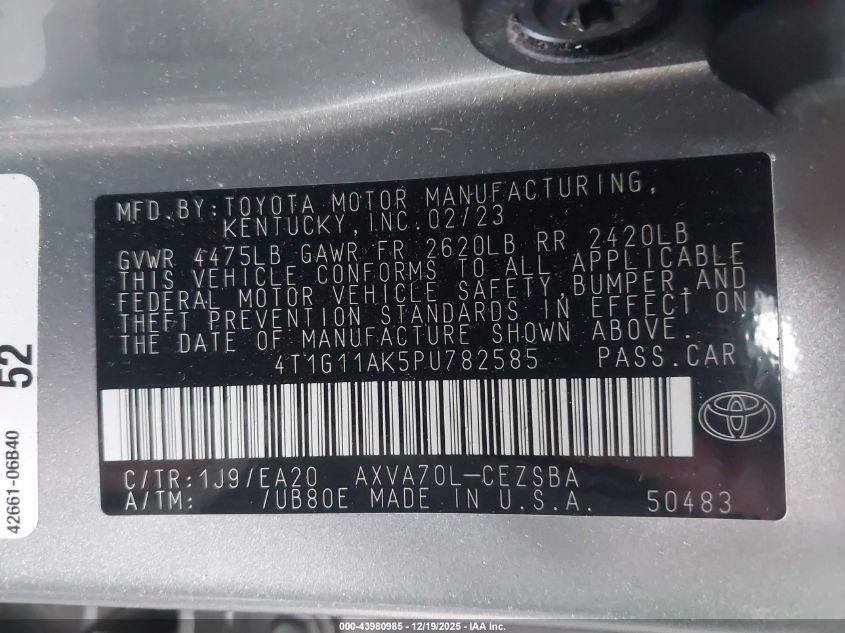 MFD.BY:TOYOTA MOTOR MANUFACTURING,
KENTUCKY,INC.02/23
GVWR 4475LB GAWR FR 2620LB RR 2420LB
THIS VEHICLE CONFORMS TO ALL APPLICABLE
FEDERAL MOTOR VEHICLE SAFETY,BUMPER,AND
THEFT PREVENTION STANDARDS IN EFFECT ON
THE DATE OF MANUFACTURE SHOWN ABOVE.
4T1G11AK5PU782585 PASS.CAR
C/TR:1J9/EA20 AXVA70L-CEZSBA
A/TM: /UB80E MADE IN U.S.A. 50483
52
42661-06B40
000-43980985 - 12/19/2025 - IAA Inc.